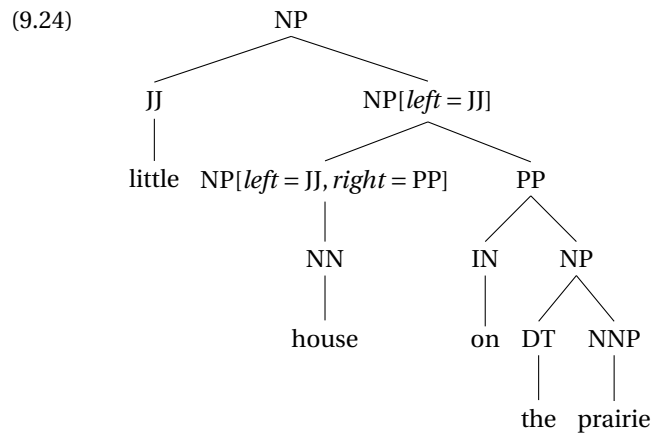 (9.24) NP
JJ NP[left = JJ]
little NP[left = JJ, right = PP] PP
NN IN NP
house on DT NNP
the prairie